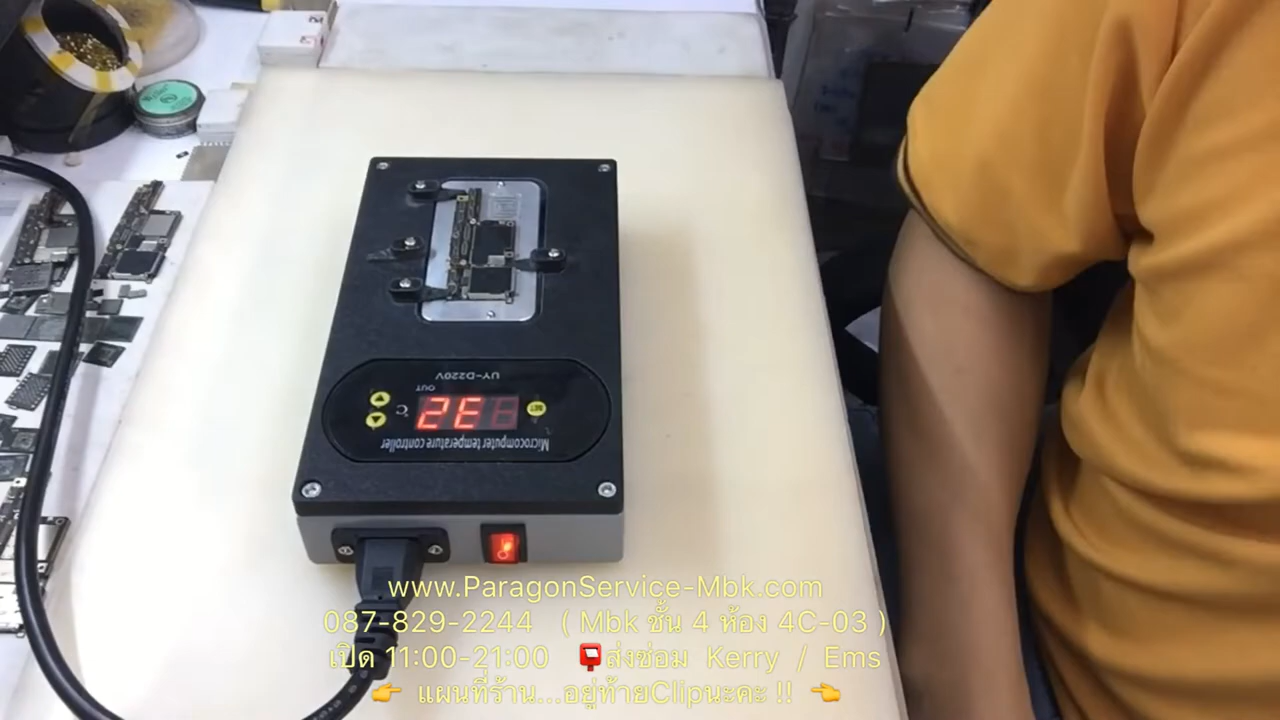 Microcomputer temperature controller
SET
32
°C
OUT
UY-D220V
www.ParagonService-Mbk.com
087-829-2244 ( Mbk ชั้น 4 ห้อง 4C-03 )
เปิด 11:00-21:00 📮ส่งซ่อม Kerry / Ems
👉 แผนที่ร้าน...อยู่ท้ายClipนะคะ !! 👈